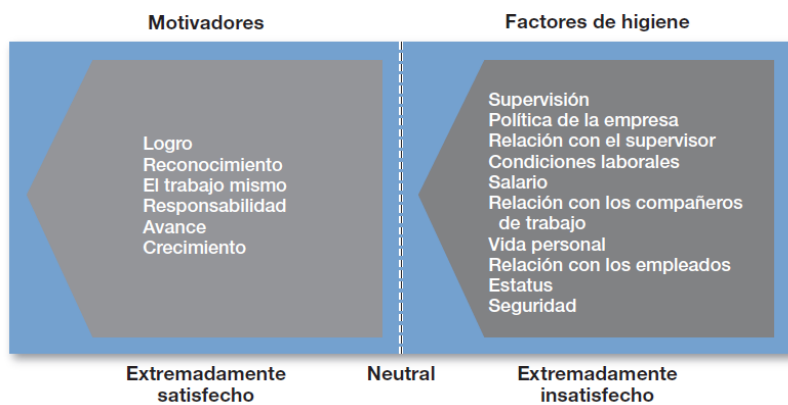 Motivadores
Factores de higiene
Logro
Reconocimiento
El trabajo mismo
Responsabilidad
Avance
Crecimiento
Supervisión
Política de la empresa
Relación con el supervisor
Condiciones laborales
Salario
Relación con los compañeros
de trabajo
Vida personal
Relación con los empleados
Estatus
Seguridad
Extremadamente
satisfecho
Neutral
Extremadamente
insatisfecho